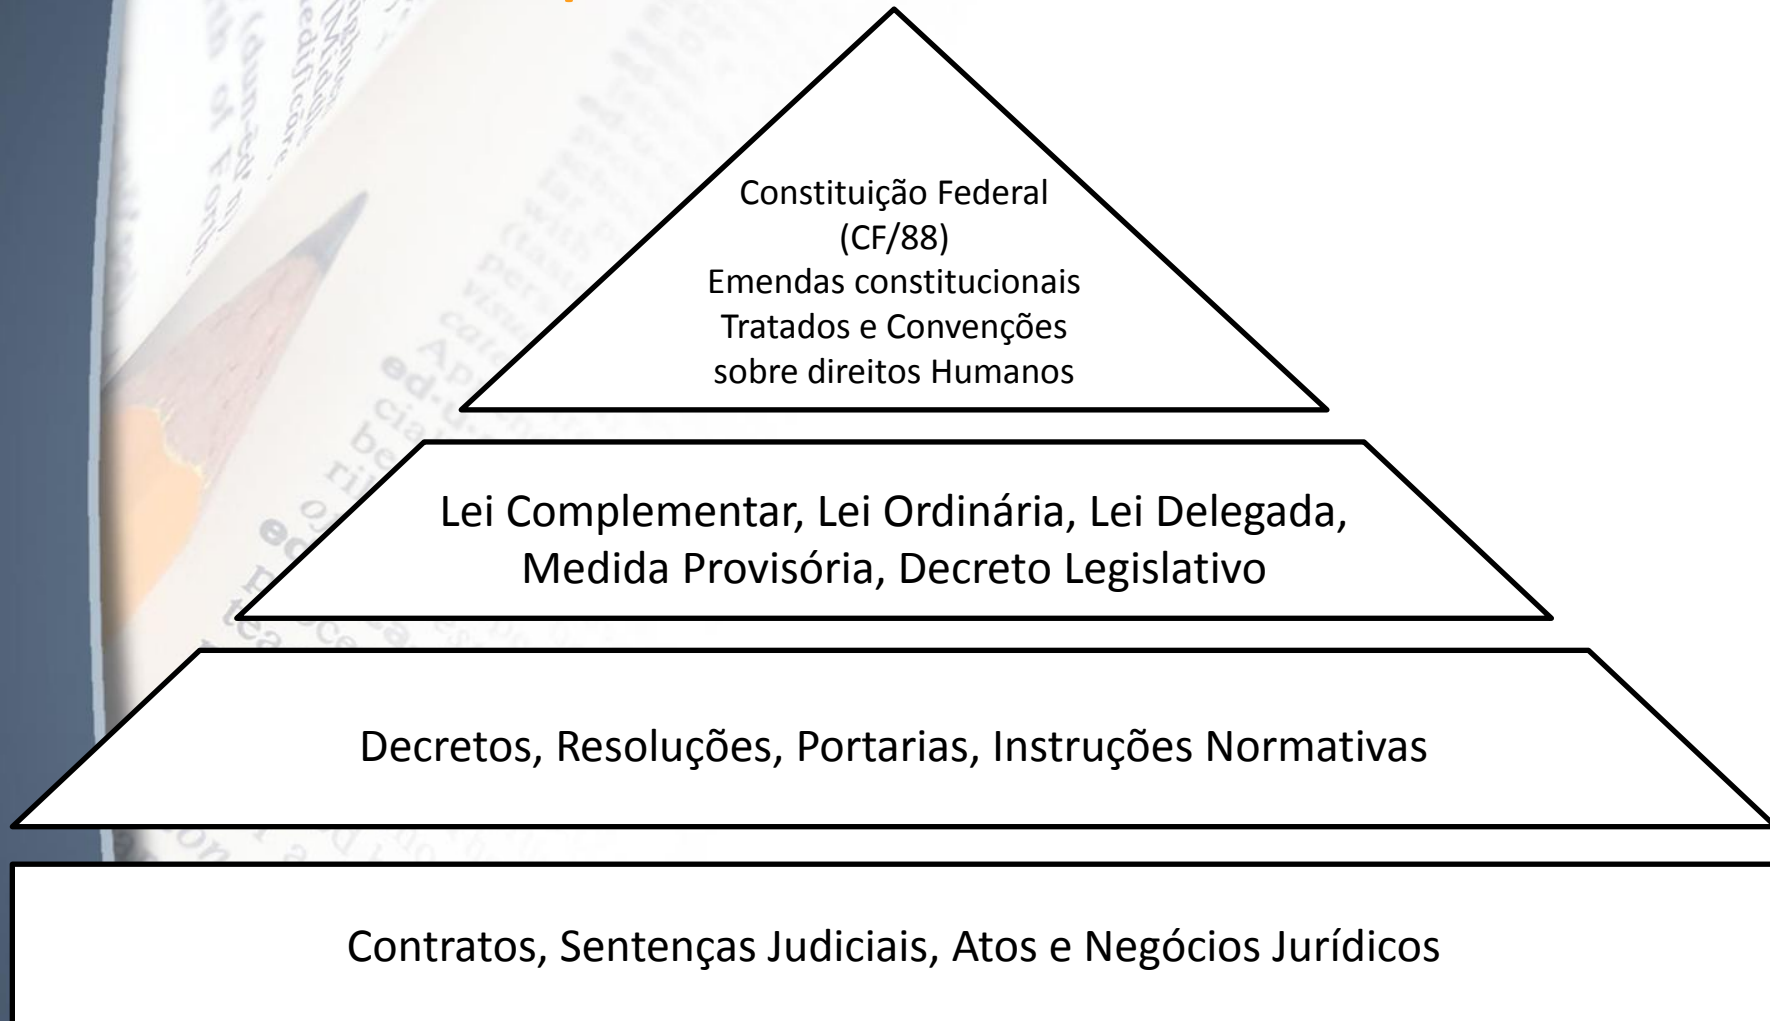 Constituição Federal
(CF/88)
Emendas constitucionais
Tratados e Convenções
sobre direitos Humanos
Lei Complementar, Lei Ordinária, Lei Delegada,
Medida Provisória, Decreto Legislativo
Decretos, Resoluções, Portarias, Instruções Normativas
Contratos, Sentenças Judiciais, Atos e Negócios Jurídicos